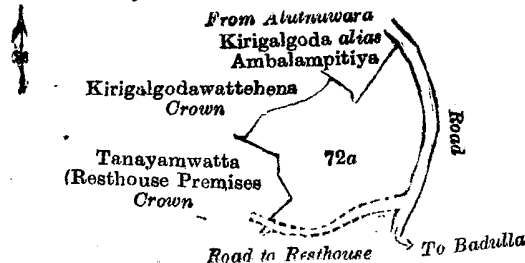 From Alutnuwara
Kirigalgoda alias
Ambalampitiya
Kirigalgodawattehena
Crown
Road
72a
Tanayamwatta
(Resthouse Premises
Crown
To Badulla
Road to Resthouse